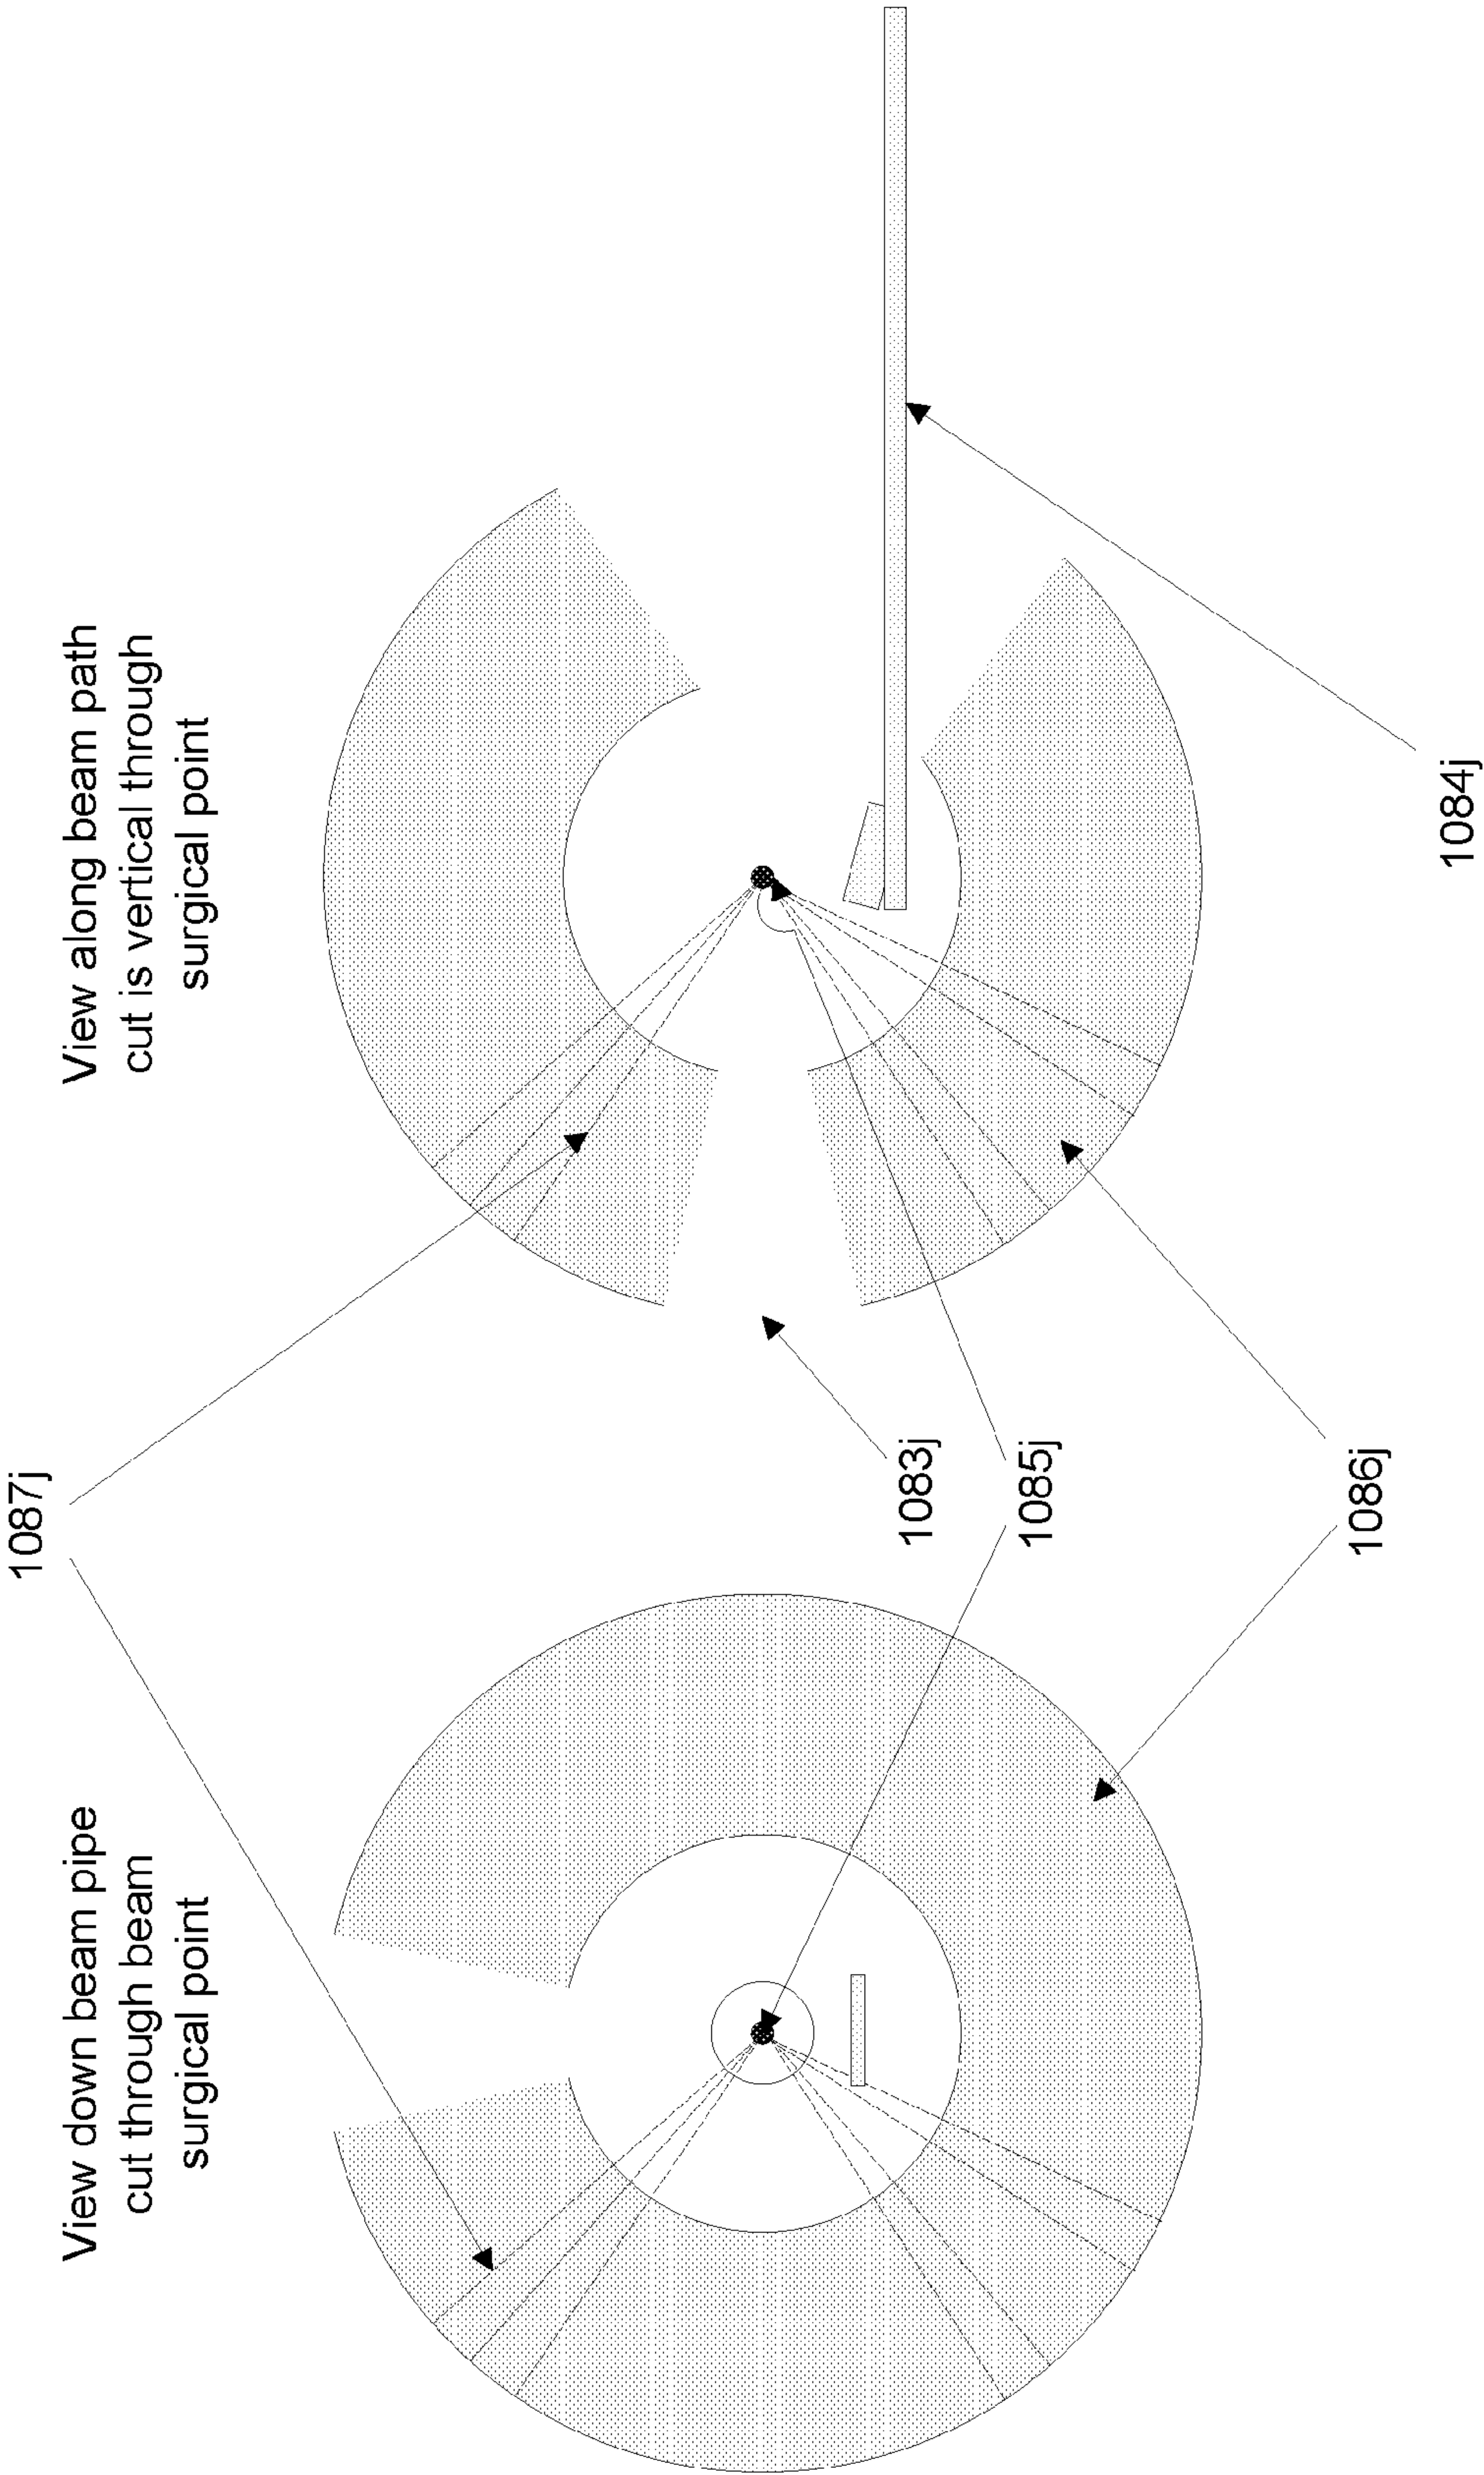 View down beam pipe
cut through beam
surgical point
View along beam path
cut is vertical through
surgical point
1087j
1083j
1085j
1086j
1084j